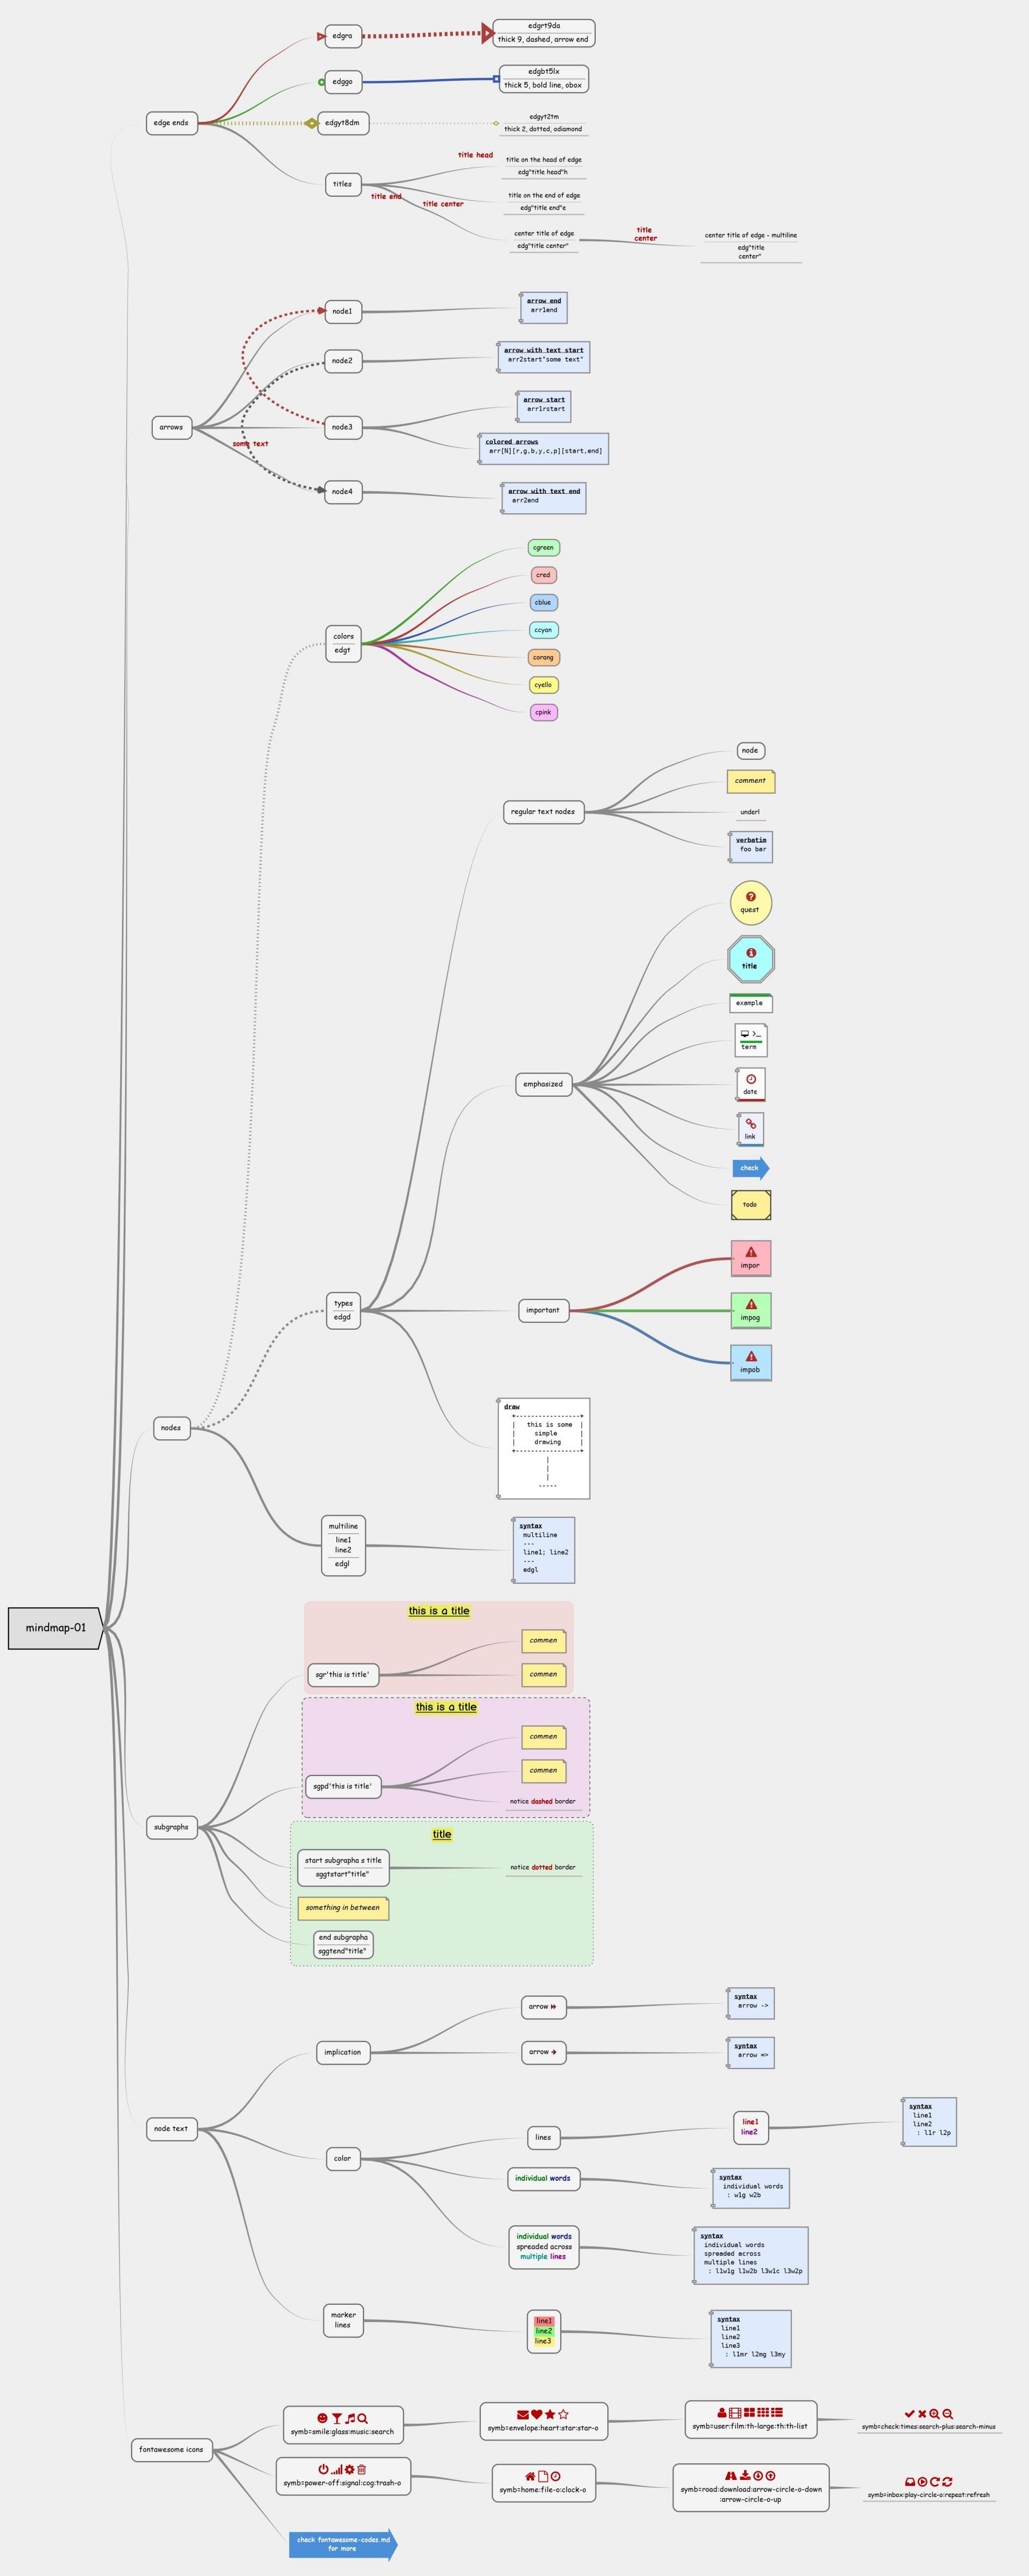 edgra
edgrt9da
thick 9, dashed, arrow end
edggo
edgbt5lx
thick 5, bold line, obox
edge ends
edgyt8dm
edgyt2tm
thick 2, dotted, odiamond
title head
title on the head of edge
edg"title head"h
titles
title end
title on the end of edge
edg"title end"e
title center
center title of edge
edg"title center"
title
center
center title of edge - multiline
edg"title
center"
node1
arrow end
arr1end
node2
arrow with text start
arr2start"some text"
arrows
node3
arrow start
arr1rstart
some text
colored arrows
arr[N][r,g,b,y,c,p][start,end]
node4
arrow with text end
arr2end
cgreen
cred
cblue
colors
edgt
ccyan
corang
cyello
cpink
node
comment
regular text nodes
underl
verbatim
foo bar
quest
title
example
term
emphasized
date
link
check
todo
impor
types
edgd
important
impog
impob
nodes
draw
+-----------------+
|   this is some  |
|     simple      |
|     drawing     |
+-----------------+
|
|
|
-----
multiline
line1
line2
edgl
syntax
multiline
---
line1; line2
---
edgl
mindmap-01
this is a title
commen
sgr'this is title'
commen
this is a title
commen
commen
sgpd'this is title'
notice dashed border
subgraphs
title
start subgrapha s title
sggtstart"title"
notice dotted border
something in between
end subgrapha
sggtend"title"
arrow
syntax
arrow ->
implication
arrow
syntax
arrow =>
node text
color
lines
line1
line2
syntax
line1
line2
: l1r l2p
individual words
syntax
individual words
: w1g w2b
individual words
spreaded across
multiple lines
syntax
individual words
spreaded across
multiple lines
: l1w1g l1w2b l3w1c l3w2p
marker
lines
line1
line2
line3
syntax
line1
line2
line3
: l1mr l2mg l3my
fontawesome icons
symb=smile:glass:music:search
symb=envelope:heart:star:star-o
symb=user:film:th-large:th:th-list
symb=check:times:search-plus:search-minus
symb=power-off:signal:cog:trash-o
symb=home:file-o:clock-o
symb=road:download:arrow-circle-o-down
:arrow-circle-o-up
symb=inbox:play-circle-o:repeat:refresh
check fontawesome-codes.md
for more